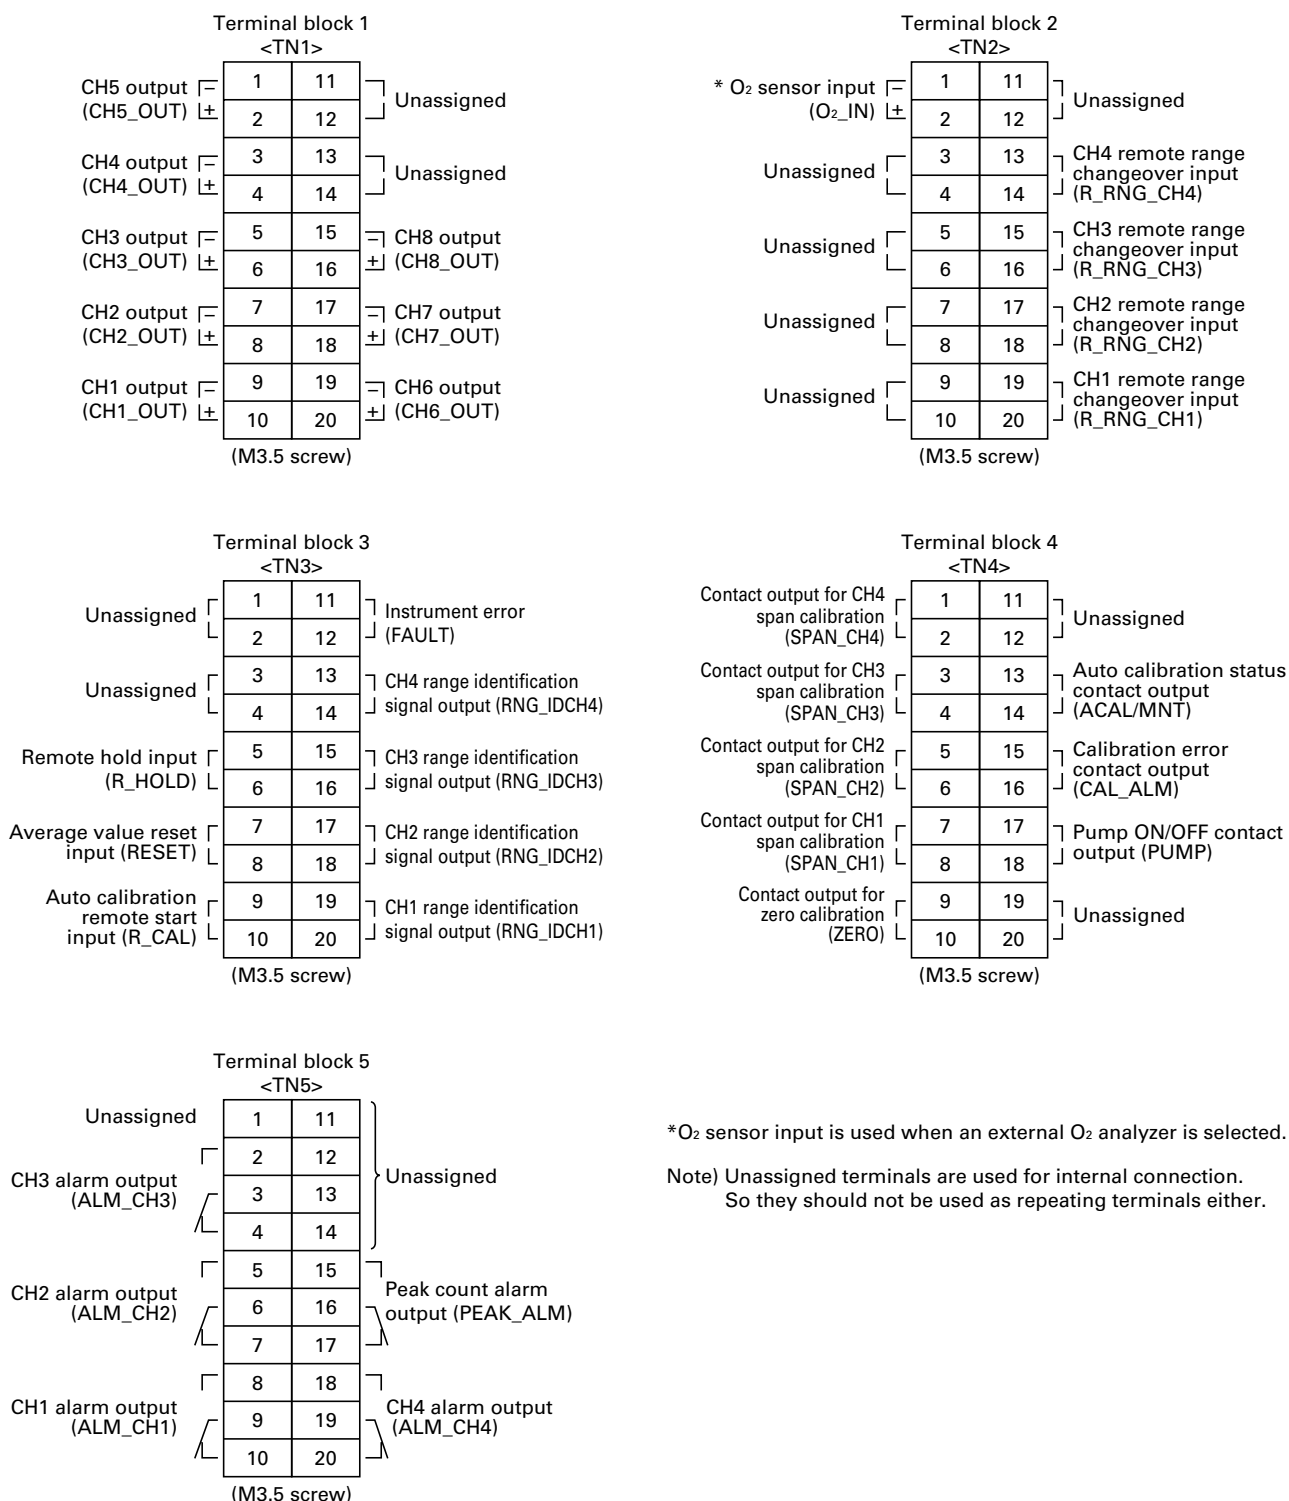 Terminal block 1
<TN1>
CH5 output
(CH5_OUT)
−
+
1 11
2 12
Unassigned
CH4 output
(CH4_OUT)
−
+
3 13
4 14
Unassigned
CH3 output
(CH3_OUT)
−
+
5 15
6 16
−
+
CH8 output
(CH8_OUT)
CH2 output
(CH2_OUT)
−
+
7 17
8 18
−
+
CH7 output
(CH7_OUT)
CH1 output
(CH1_OUT)
−
+
9 19
10 20
−
+
CH6 output
(CH6_OUT)
(M3.5 screw)
Terminal block 2
<TN2>
* O₂ sensor input
(O₂_IN)
−
+
1 11
2 12
Unassigned
Unassigned
3 13
4 14
CH4 remote range
changeover input
(R_RNG_CH4)
Unassigned
5 15
6 16
CH3 remote range
changeover input
(R_RNG_CH3)
Unassigned
7 17
8 18
CH2 remote range
changeover input
(R_RNG_CH2)
Unassigned
9 19
10 20
CH1 remote range
changeover input
(R_RNG_CH1)
(M3.5 screw)
Terminal block 3
<TN3>
Unassigned
1 11
2 12
Instrument error
(FAULT)
Unassigned
3 13
4 14
CH4 range identification
signal output (RNG_IDCH4)
Remote hold input
(R_HOLD)
5 15
6 16
CH3 range identification
signal output (RNG_IDCH3)
Average value reset
input (RESET)
7 17
8 18
CH2 range identification
signal output (RNG_IDCH2)
Auto calibration
remote start
input (R_CAL)
9 19
10 20
CH1 range identification
signal output (RNG_IDCH1)
(M3.5 screw)
Terminal block 4
<TN4>
Contact output for CH4
span calibration
(SPAN_CH4)
1 11
2 12
Unassigned
Contact output for CH3
span calibration
(SPAN_CH3)
3 13
4 14
Auto calibration status
contact output
(ACAL/MNT)
Contact output for CH2
span calibration
(SPAN_CH2)
5 15
6 16
Calibration error
contact output
(CAL_ALM)
Contact output for CH1
span calibration
(SPAN_CH1)
7 17
8 18
Pump ON/OFF contact
output (PUMP)
Contact output for
zero calibration
(ZERO)
9 19
10 20
Unassigned
(M3.5 screw)
Terminal block 5
<TN5>
Unassigned
1 11
2 12
3 13
4 14
CH3 alarm output
(ALM_CH3)
Unassigned
CH2 alarm output
(ALM_CH2)
5 15
6 16
7 17
Peak count alarm
output (PEAK_ALM)
CH1 alarm output
(ALM_CH1)
8 18
9 19
10 20
CH4 alarm output
(ALM_CH4)
(M3.5 screw)
*O₂ sensor input is used when an external O₂ analyzer is selected.
Note) Unassigned terminals are used for internal connection.
So they should not be used as repeating terminals either.